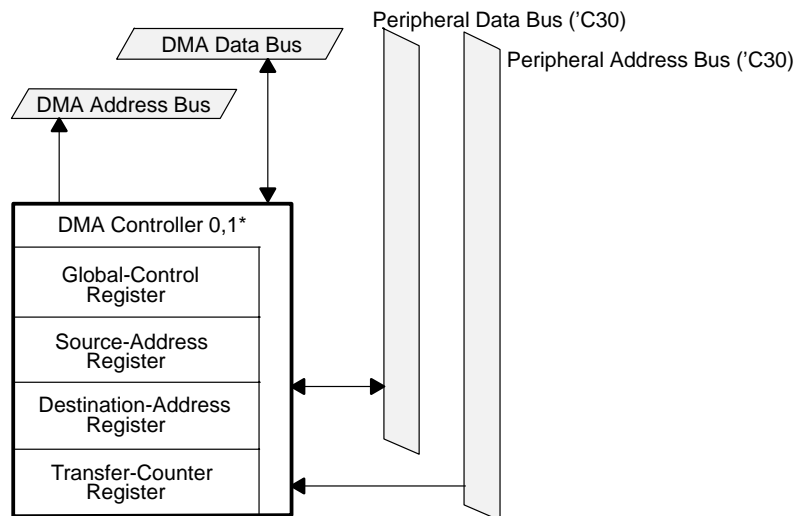 Peripheral Data Bus (’C30)
DMA Data Bus
Peripheral Address Bus (’C30)
DMA Address Bus
DMA Controller 0,1*
Global-Control
Register
Source-Address
Register
Destination-Address
Register
Transfer-Counter
Register